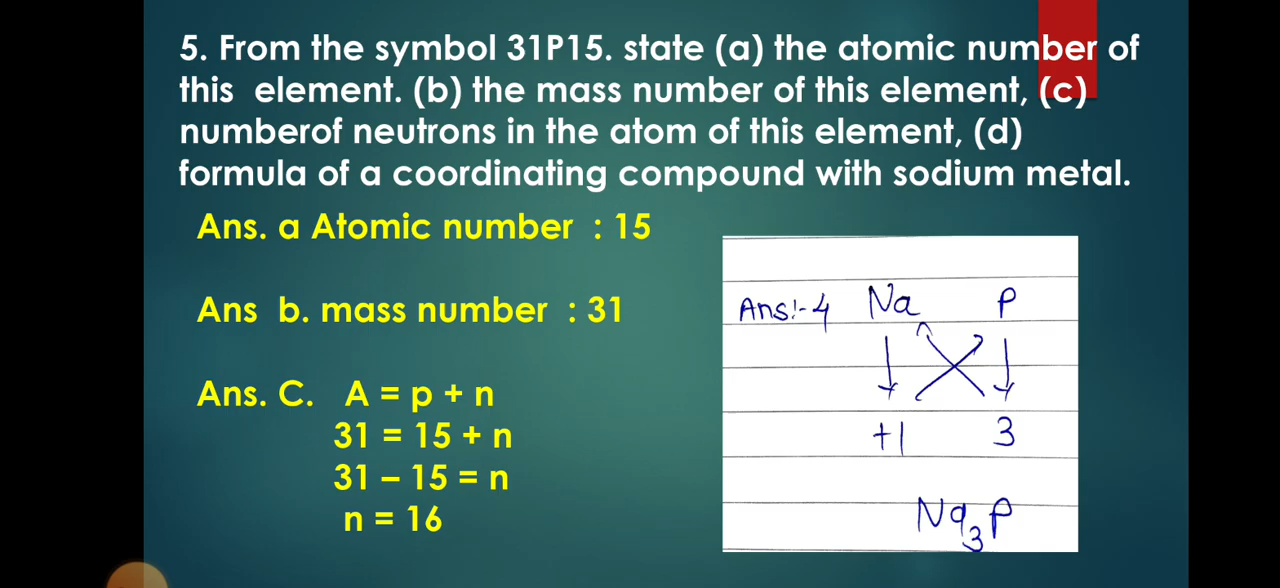 5. From the symbol 31P15. state (a) the atomic number of
this element. (b) the mass number of this element, (c)
numberof neutrons in the atom of this element, (d)
formula of a coordinating compound with sodium metal.
Ans. a Atomic number : 15
Ans b. mass number : 31
Ans. C. A = p + n
31 = 15 + n
31 – 15 = n
n = 16
Ans:- 4 Na P
+1 3
Na3P